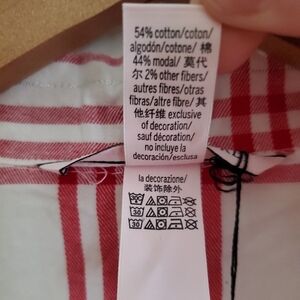 54% cotton/coton/
algodón/cotone/ 棉
44% modal/ 莫代
尔 2% other fibers/
autres fibres/otras
fibras/altre fibre/ 其
他纤维 exclusive
of decoration/
sauf décoration/
no incluye la
decoración/esclusa
la decorazione/
装饰除外
30
30